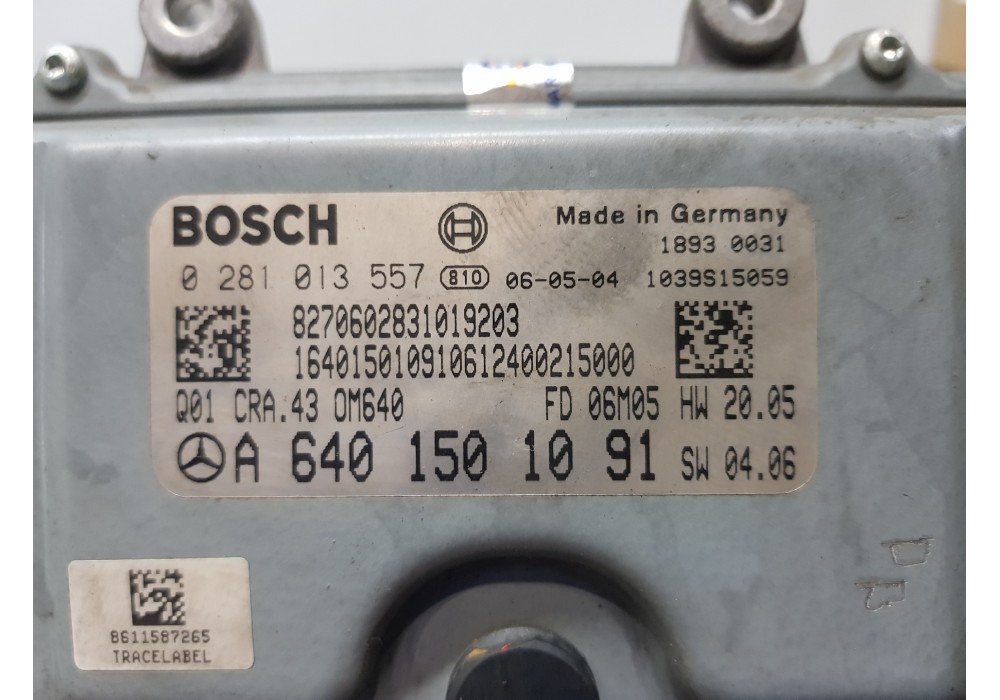 BOSCH
Made in Germany
1893 0031
0 281 013 557 810 06-05-04 1039S15059
8270602831019203
164015010910612400215000
Q01 CRA.43 OM640 FD 06M05 HW 20.05
A 640 150 10 91 SW 04.06
8611587265
TRACELABEL